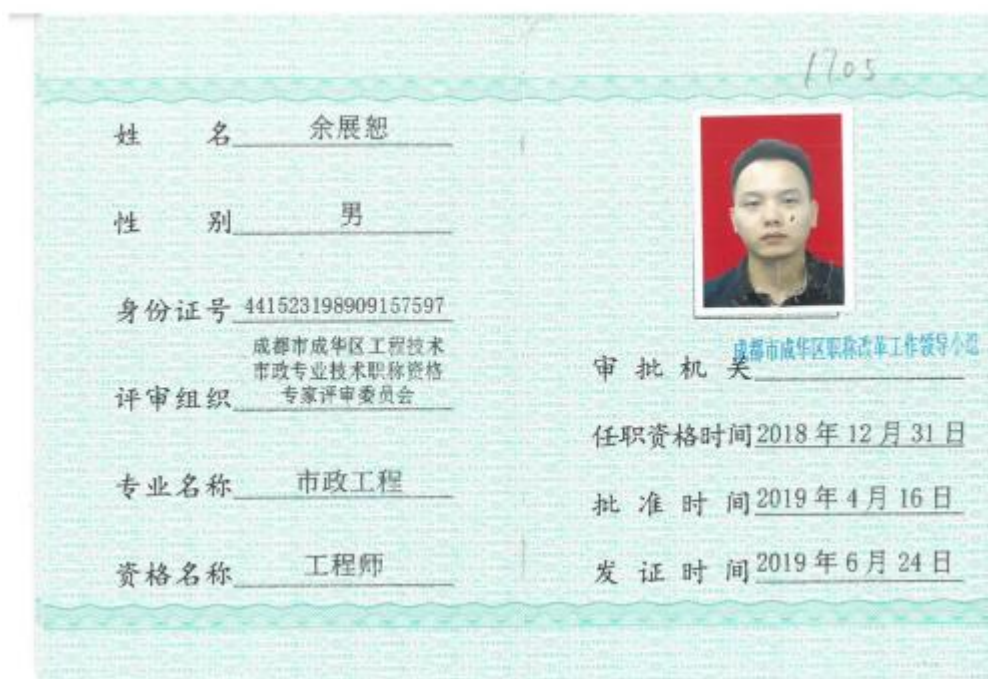 1705
姓 名 余展恕
性 别 男
身份证号 441523198909157597
评审组织 成都市成华区工程技术
市政专业技术职称资格
专家评审委员会
专业名称 市政工程
资格名称 工程师
审批机关 成都市成华区职称改革工作领导小组
任职资格时间 2018 年 12 月 31 日
批准时间 2019 年 4 月 16 日
发证时间 2019 年 6 月 24 日